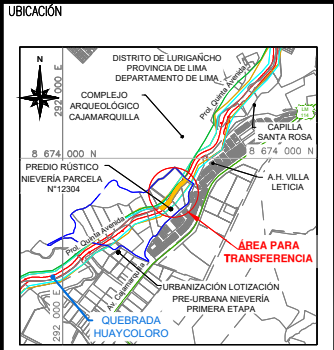 UBICACIÓN
N
DISTRITO DE LURIGANCHO
PROVINCIA DE LIMA
DEPARTAMENTO DE LIMA
292 000 E
COMPLEJO
ARQUEOLÓGICO
CAJAMARQUILLA
Prol. Quinta Avenida
CAPILLA
SANTA ROSA
8 674 000 N
8 674 000 N
PREDIO RÚSTICO
NIEVERÍA PARCELA
N°12304
A.H. VILLA
LETICIA
Prol. Quinta Avenida
ÁREA PARA
TRANSFERENCIA
Av. Cajamarquilla
URBANIZACIÓN LOTIZACIÓN
PRE-URBANA NIEVERÍA
PRIMERA ETAPA
QUEBRADA
HUAYCOLORO
292 000 E